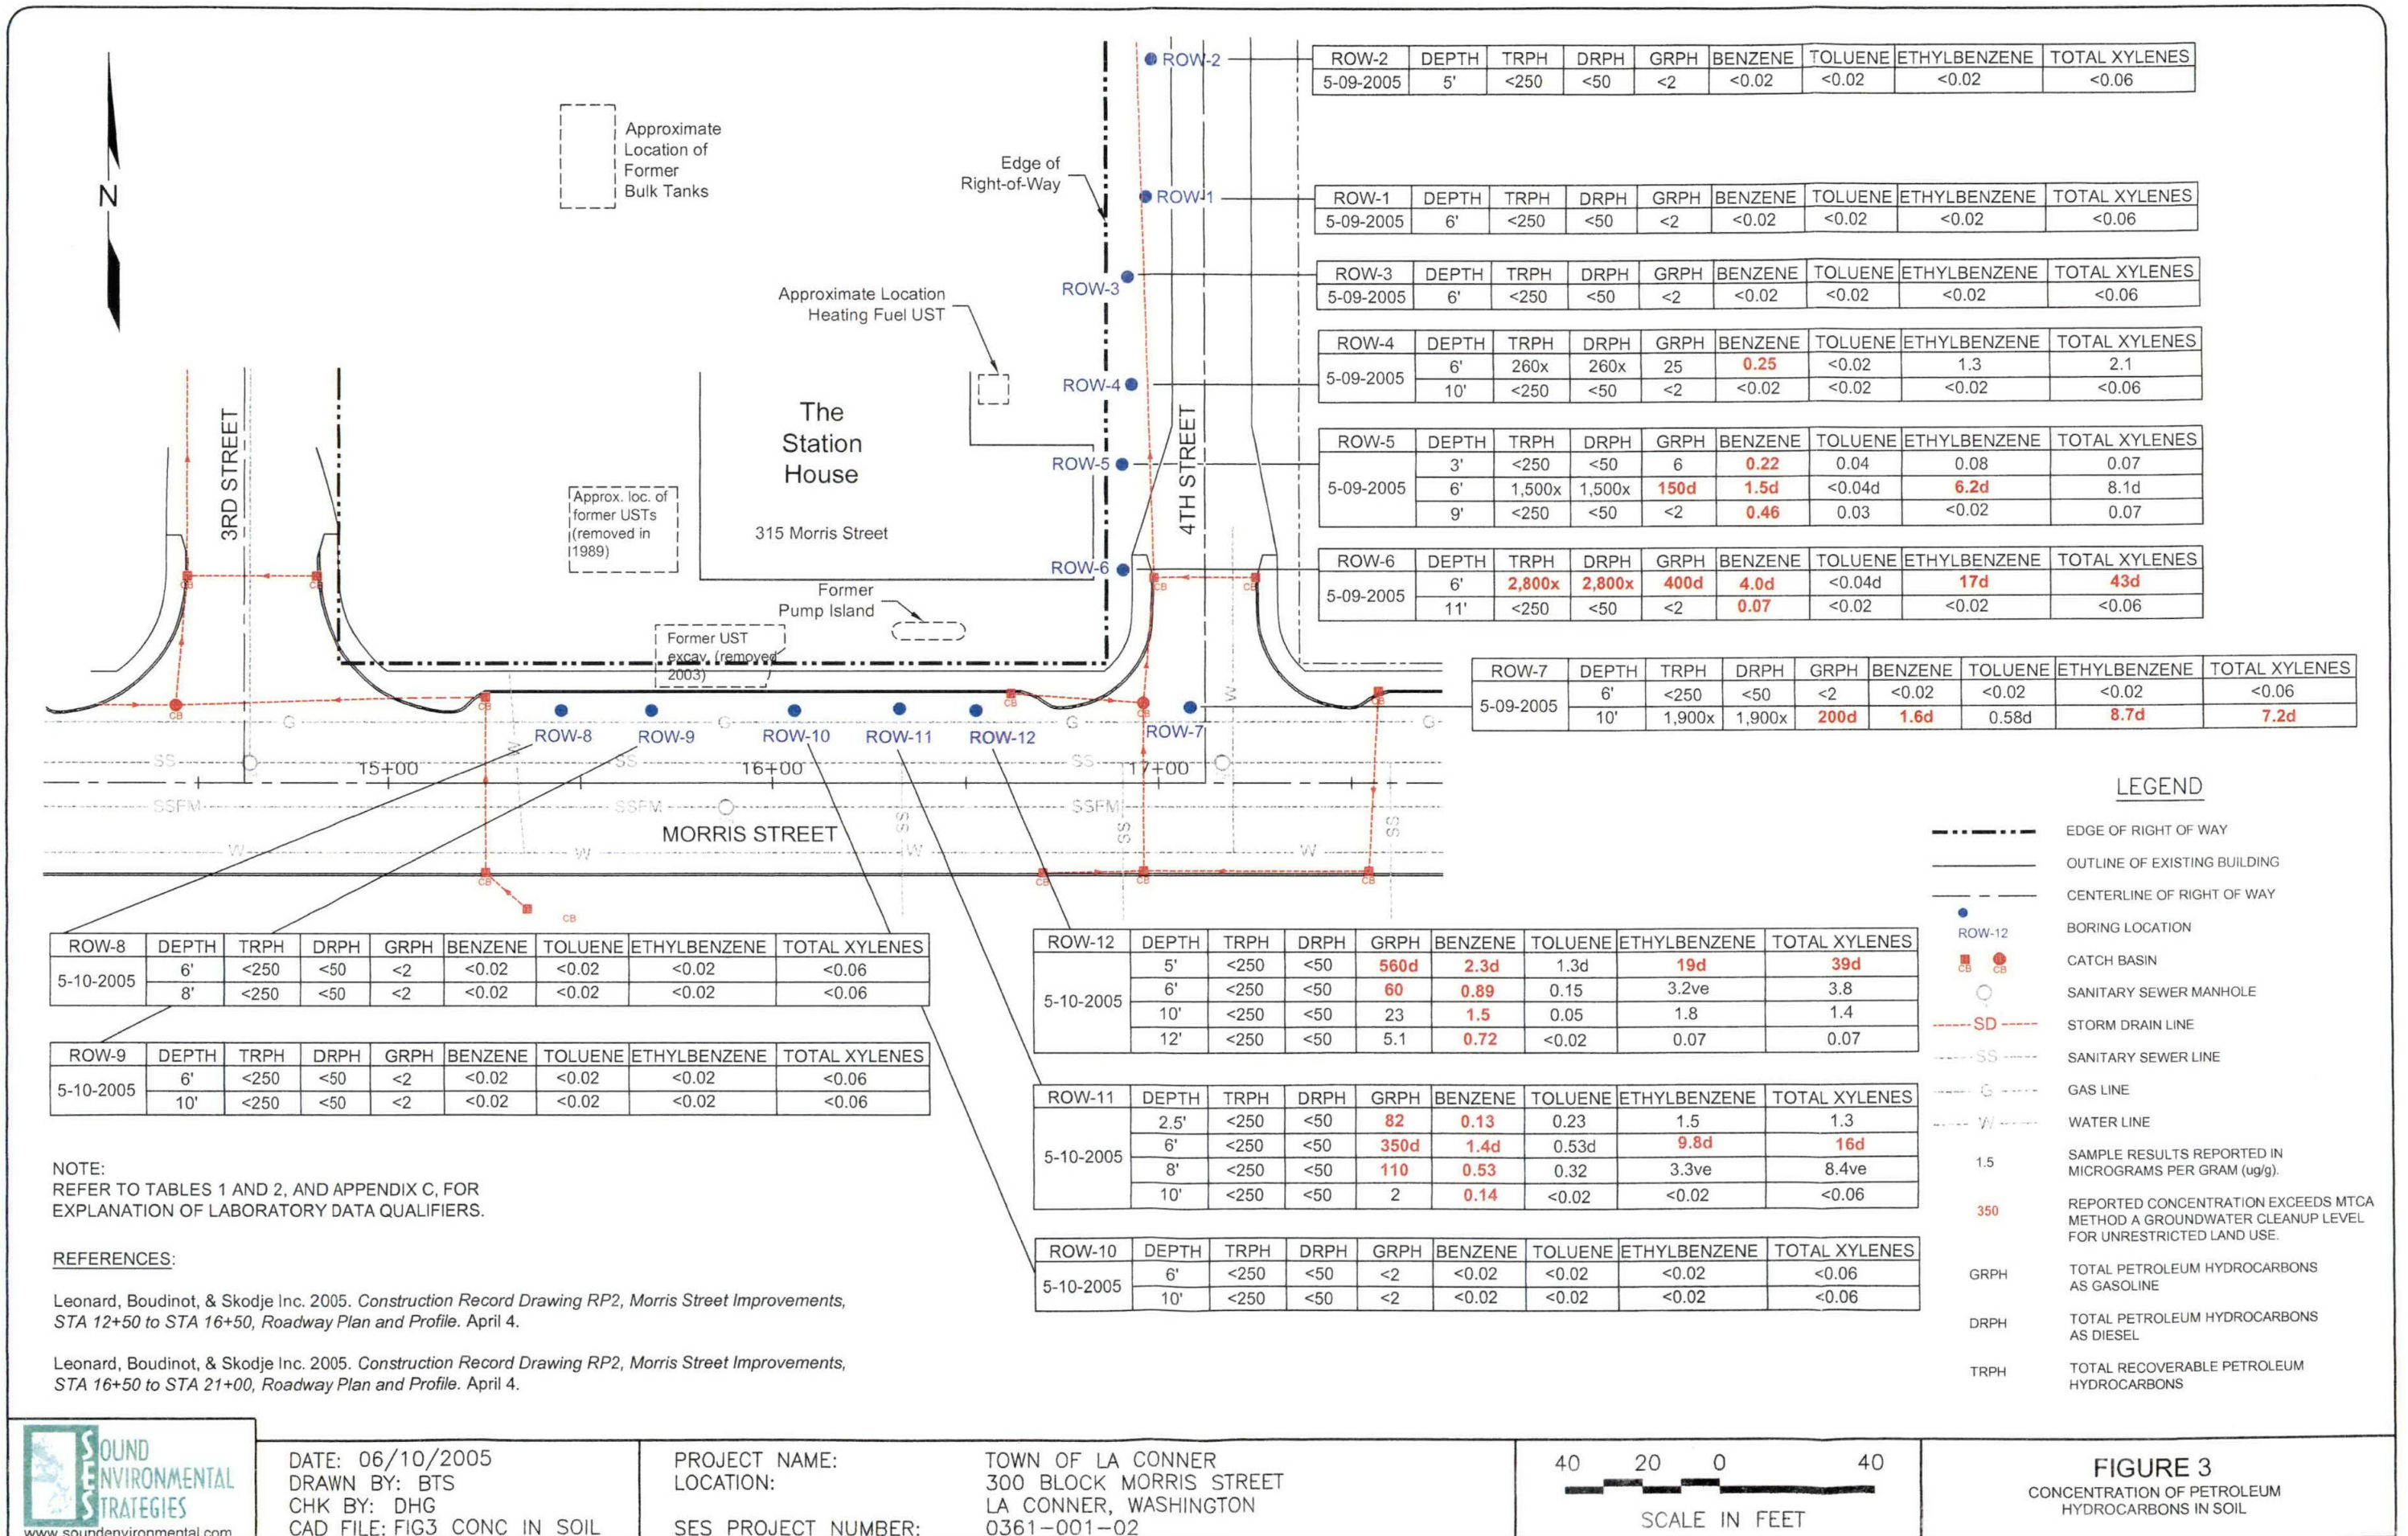 ROW-2 DEPTH TRPH DRPH GRPH BENZENE TOLUENE ETHYLBENZENE TOTAL XYLENES
5-09-2005 5' <250 <50 <2 <0.02 <0.02 <0.02 <0.06
ROW-2
Approximate
Location of
Former
Bulk Tanks
Edge of
Right-of-Way
N
ROW-1
ROW-1 DEPTH TRPH DRPH GRPH BENZENE TOLUENE ETHYLBENZENE TOTAL XYLENES
5-09-2005 6' <250 <50 <2 <0.02 <0.02 <0.02 <0.06
ROW-3
ROW-3 DEPTH TRPH DRPH GRPH BENZENE TOLUENE ETHYLBENZENE TOTAL XYLENES
5-09-2005 6' <250 <50 <2 <0.02 <0.02 <0.02 <0.06
Approximate Location
Heating Fuel UST
ROW-4
ROW-4 DEPTH TRPH DRPH GRPH BENZENE TOLUENE ETHYLBENZENE TOTAL XYLENES
5-09-2005
6' 260x 260x 25 0.25 <0.02 1.3 2.1
10' <250 <50 <2 <0.02 <0.02 <0.02 <0.06
3RD STREET
The
Station
House
315 Morris Street
4TH STREET
ROW-5
ROW-5 DEPTH TRPH DRPH GRPH BENZENE TOLUENE ETHYLBENZENE TOTAL XYLENES
5-09-2005
3' <250 <50 6 0.22 0.04 0.08 0.07
6' 1,500x 1,500x 150d 1.5d <0.04d 6.2d 8.1d
9' <250 <50 <2 0.46 0.03 <0.02 0.07
Approx. loc. of
former USTs
(removed in
1989)
ROW-6
ROW-6 DEPTH TRPH DRPH GRPH BENZENE TOLUENE ETHYLBENZENE TOTAL XYLENES
5-09-2005
6' 2,800x 2,800x 400d 4.0d <0.04d 17d 43d
11' <250 <50 <2 0.07 <0.02 <0.02 <0.06
CB CB CB CB
Former
Pump Island
Former UST
excav. (removed
2003)
ROW-7 DEPTH TRPH DRPH GRPH BENZENE TOLUENE ETHYLBENZENE TOTAL XYLENES
5-09-2005
6' <250 <50 <2 <0.02 <0.02 <0.02 <0.06
10' 1,900x 1,900x 200d 1.6d 0.58d 8.7d 7.2d
CB CB CB CB CB
G G G G
W W
ROW-8 ROW-9 ROW-10 ROW-11 ROW-12 ROW-7
SS SS SS
15+00 16+00 17+00
SSFM SSFM SSFM
MORRIS STREET
SS SS SS
W W W W
CB CB CB CB
CB
ROW-8 DEPTH TRPH DRPH GRPH BENZENE TOLUENE ETHYLBENZENE TOTAL XYLENES
5-10-2005
6' <250 <50 <2 <0.02 <0.02 <0.02 <0.06
8' <250 <50 <2 <0.02 <0.02 <0.02 <0.06
ROW-9 DEPTH TRPH DRPH GRPH BENZENE TOLUENE ETHYLBENZENE TOTAL XYLENES
5-10-2005
6' <250 <50 <2 <0.02 <0.02 <0.02 <0.06
10' <250 <50 <2 <0.02 <0.02 <0.02 <0.06
ROW-12 DEPTH TRPH DRPH GRPH BENZENE TOLUENE ETHYLBENZENE TOTAL XYLENES
5-10-2005
5' <250 <50 560d 2.3d 1.3d 19d 39d
6' <250 <50 60 0.89 0.15 3.2ve 3.8
10' <250 <50 23 1.5 0.05 1.8 1.4
12' <250 <50 5.1 0.72 <0.02 0.07 0.07
ROW-11 DEPTH TRPH DRPH GRPH BENZENE TOLUENE ETHYLBENZENE TOTAL XYLENES
5-10-2005
2.5' <250 <50 82 0.13 0.23 1.5 1.3
6' <250 <50 350d 1.4d 0.53d 9.8d 16d
8' <250 <50 110 0.53 0.32 3.3ve 8.4ve
10' <250 <50 2 0.14 <0.02 <0.02 <0.06
ROW-10 DEPTH TRPH DRPH GRPH BENZENE TOLUENE ETHYLBENZENE TOTAL XYLENES
5-10-2005
6' <250 <50 <2 <0.02 <0.02 <0.02 <0.06
10' <250 <50 <2 <0.02 <0.02 <0.02 <0.06
LEGEND
EDGE OF RIGHT OF WAY
OUTLINE OF EXISTING BUILDING
CENTERLINE OF RIGHT OF WAY
ROW-12 BORING LOCATION
CB CB CATCH BASIN
SANITARY SEWER MANHOLE
SD STORM DRAIN LINE
SS SANITARY SEWER LINE
G GAS LINE
W WATER LINE
1.5 SAMPLE RESULTS REPORTED IN
MICROGRAMS PER GRAM (ug/g).
350 REPORTED CONCENTRATION EXCEEDS MTCA
METHOD A GROUNDWATER CLEANUP LEVEL
FOR UNRESTRICTED LAND USE.
GRPH TOTAL PETROLEUM HYDROCARBONS
AS GASOLINE
DRPH TOTAL PETROLEUM HYDROCARBONS
AS DIESEL
TRPH TOTAL RECOVERABLE PETROLEUM
HYDROCARBONS
NOTE:
REFER TO TABLES 1 AND 2, AND APPENDIX C, FOR
EXPLANATION OF LABORATORY DATA QUALIFIERS.
REFERENCES:
Leonard, Boudinot, & Skodje Inc. 2005. Construction Record Drawing RP2, Morris Street Improvements,
STA 12+50 to STA 16+50, Roadway Plan and Profile. April 4.
Leonard, Boudinot, & Skodje Inc. 2005. Construction Record Drawing RP2, Morris Street Improvements,
STA 16+50 to STA 21+00, Roadway Plan and Profile. April 4.
SOUND
ENVIRONMENTAL
STRATEGIES
www.soundenvironmental.com
DATE: 06/10/2005
DRAWN BY: BTS
CHK BY: DHG
CAD FILE: FIG3 CONC IN SOIL
PROJECT NAME: TOWN OF LA CONNER
LOCATION: 300 BLOCK MORRIS STREET
LA CONNER, WASHINGTON
SES PROJECT NUMBER: 0361-001-02
40 20 0 40
SCALE IN FEET
FIGURE 3
CONCENTRATION OF PETROLEUM
HYDROCARBONS IN SOIL